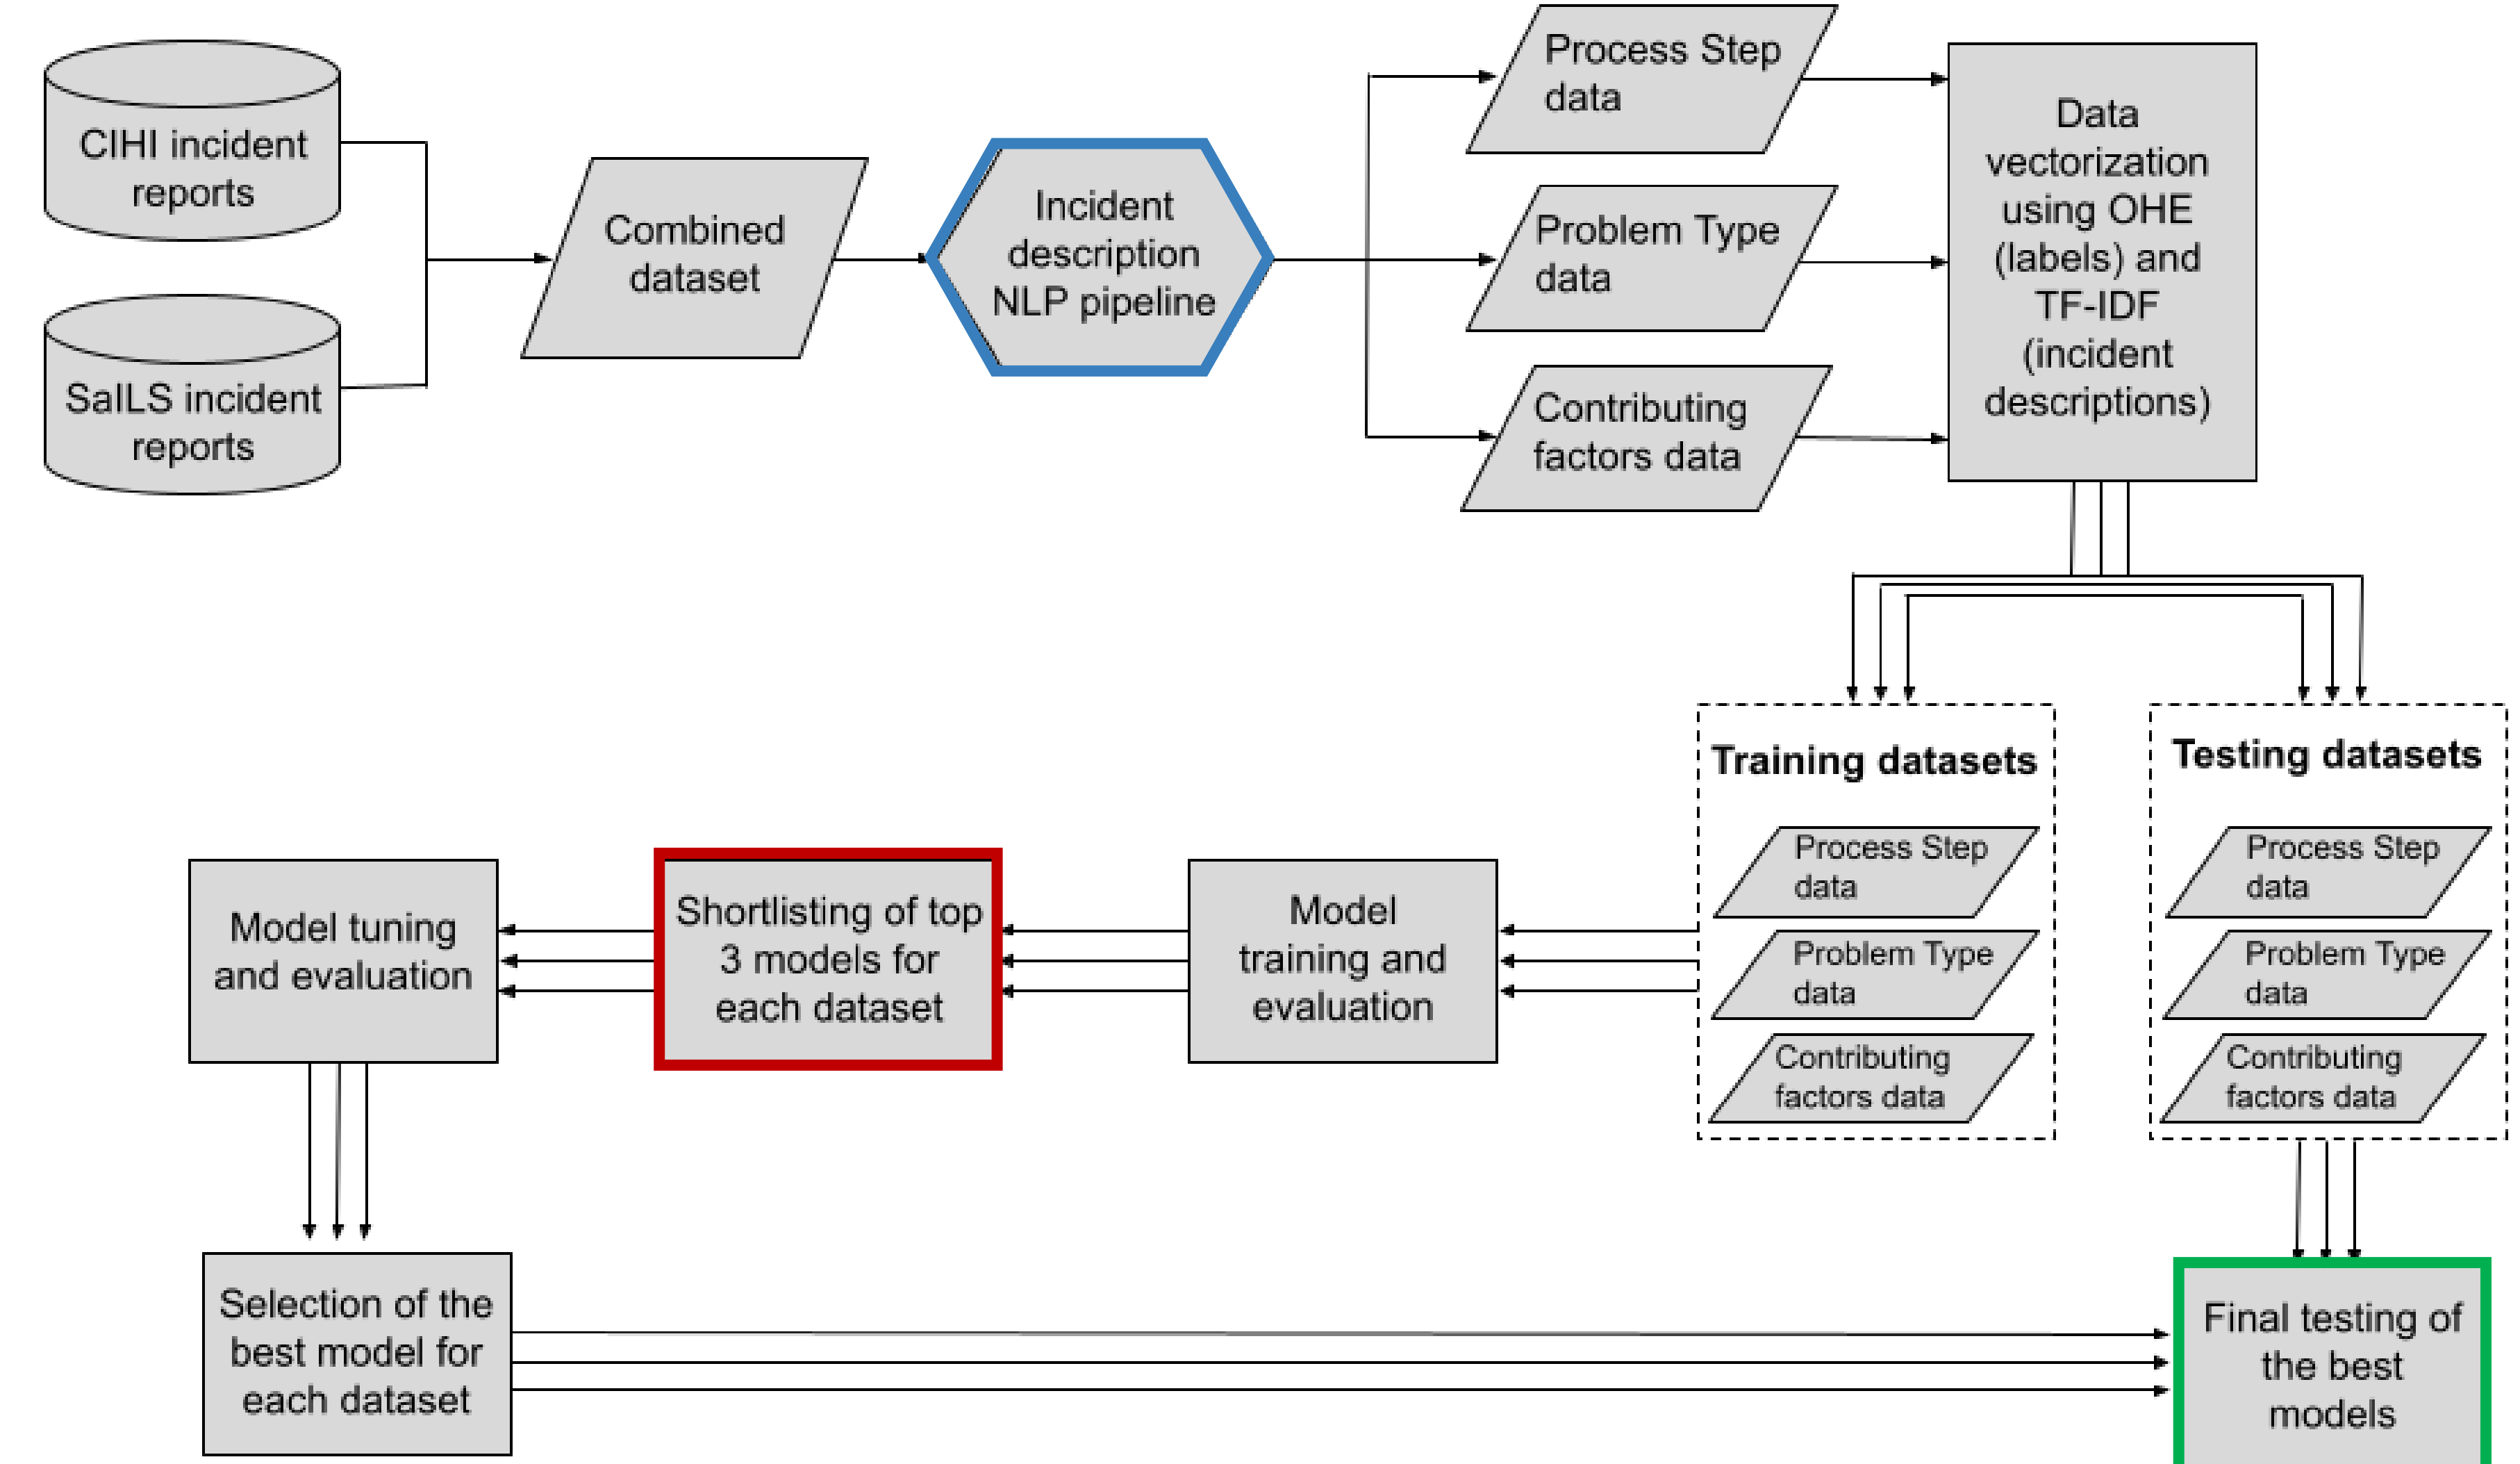 CIHI incident
reports
SaILS incident
reports
Combined
dataset
Incident
description
NLP pipeline
Process Step
data
Problem Type
data
Contributing
factors data
Data
vectorization
using OHE
(labels) and
TF-IDF
(incident
descriptions)
Training datasets
Process Step
data
Problem Type
data
Contributing
factors data
Testing datasets
Process Step
data
Problem Type
data
Contributing
factors data
Model
training and
evaluation
Shortlisting of top
3 models for
each dataset
Model tuning
and evaluation
Selection of the
best model for
each dataset
Final testing of
the best
models